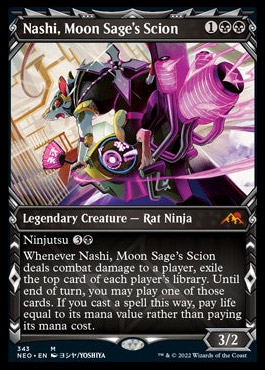 Nashi, Moon Sage's Scion 1
Legendary Creature — Rat Ninja
Ninjutsu 3
Whenever Nashi, Moon Sage's Scion
deals combat damage to a player, exile
the top card of each player's library. Until
end of turn, you may play one of those
cards. If you cast a spell this way, pay life
equal to its mana value rather than paying
its mana cost.
3/2
343 M
NEO • EN ヨシヤ/YOSHIYA
™ & © 2022 Wizards of the Coast